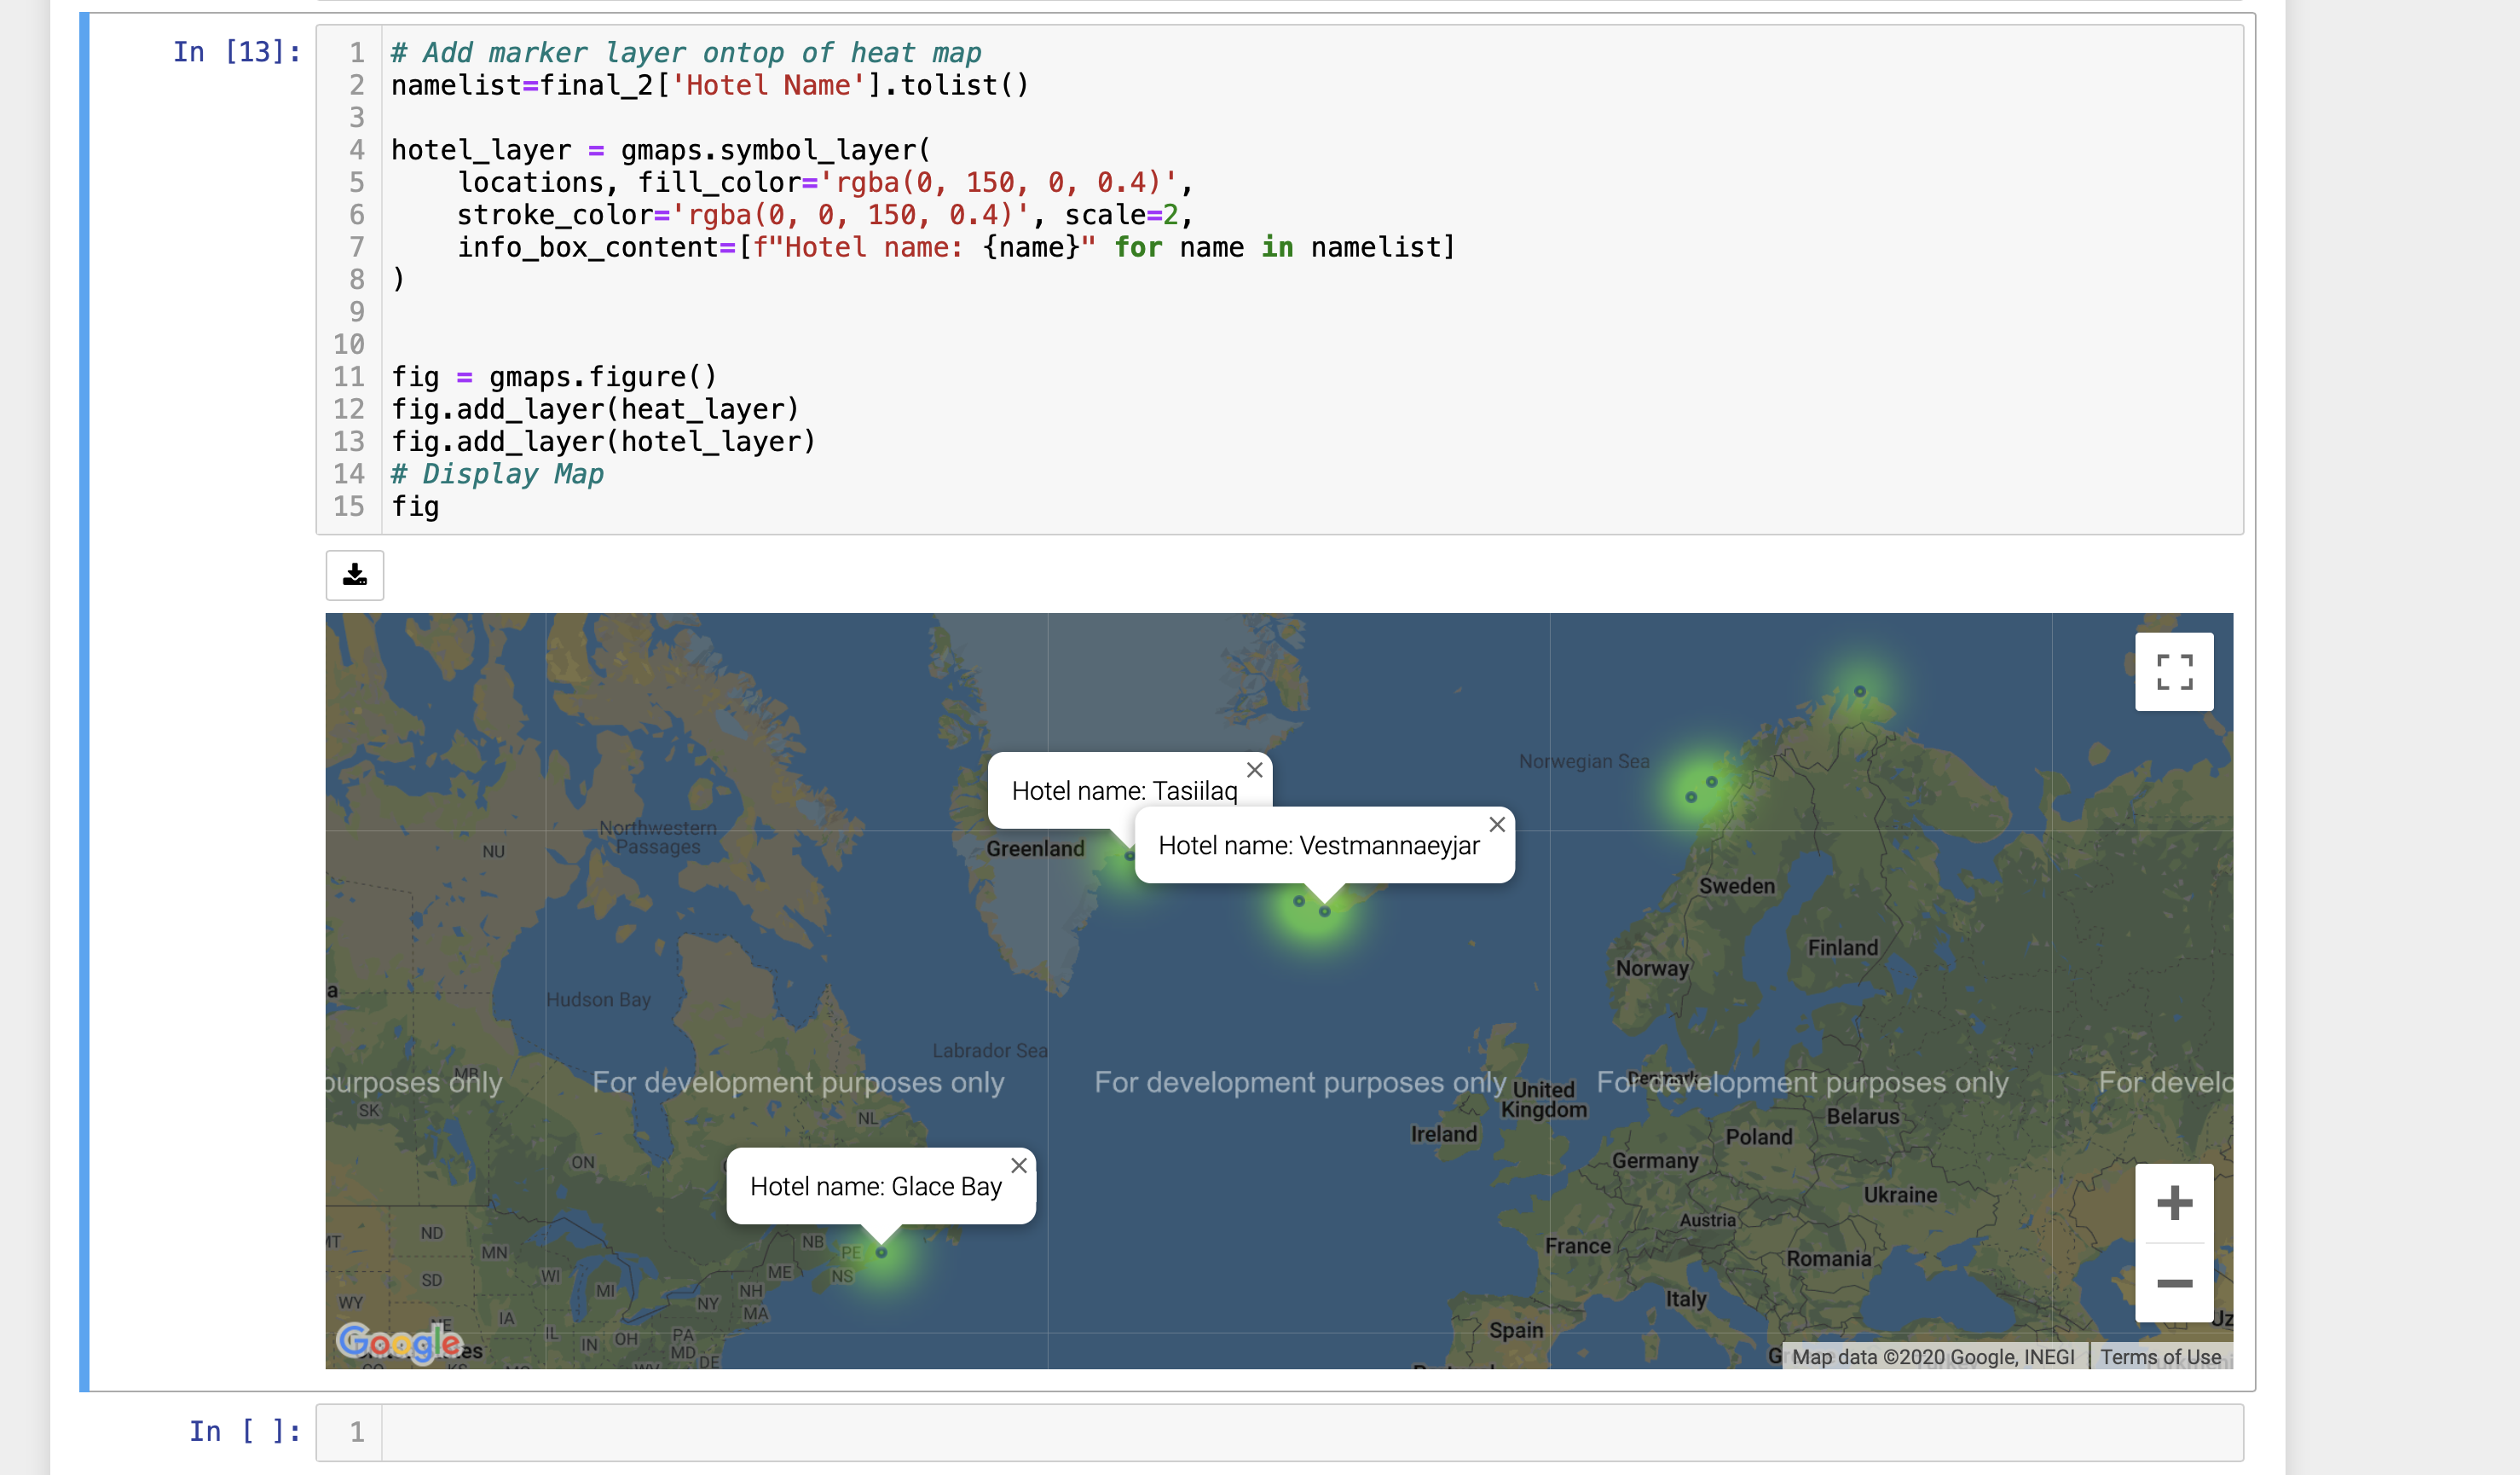 In [13]:
1 # Add marker layer ontop of heat map
2 namelist=final_2['Hotel Name'].tolist()
3
4 hotel_layer = gmaps.symbol_layer(
5     locations, fill_color='rgba(0, 150, 0, 0.4)',
6     stroke_color='rgba(0, 0, 150, 0.4)', scale=2,
7     info_box_content=[f"Hotel name: {name}" for name in namelist]
8 )
9
10
11 fig = gmaps.figure()
12 fig.add_layer(heat_layer)
13 fig.add_layer(hotel_layer)
14 # Display Map
15 fig
Norwegian Sea
Hotel name: Tasiilaq
Northwestern
Passages
NU
Greenland
Hotel name: Vestmannaeyjar
Sweden
Finland
Norway
a
Hudson Bay
Labrador Sea
MB
purposes only
For development purposes only
For development purposes only
Denmark
For development purposes only
For develo
SK
NL
United
Kingdom
Belarus
Ireland
Poland
ON
Germany
Hotel name: Glace Bay
Ukraine
Austria
ND
MN
NB
PE
France
Romania
SD
WI
MI
ME
NS
NH
WY
NY
MA
Italy
IA
NE
IL
IN
OH
PA
MD
DE
Spain
Uz
Google
es
KS
Map data ©2020 Google, INEGI
Terms of Use
In [ ]:
1